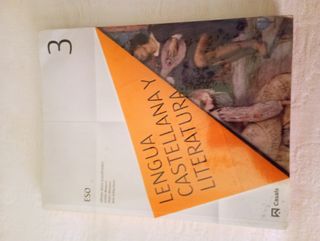 3
LENGUA
CASTELLANA Y
LITERATURA
ESO
Casals